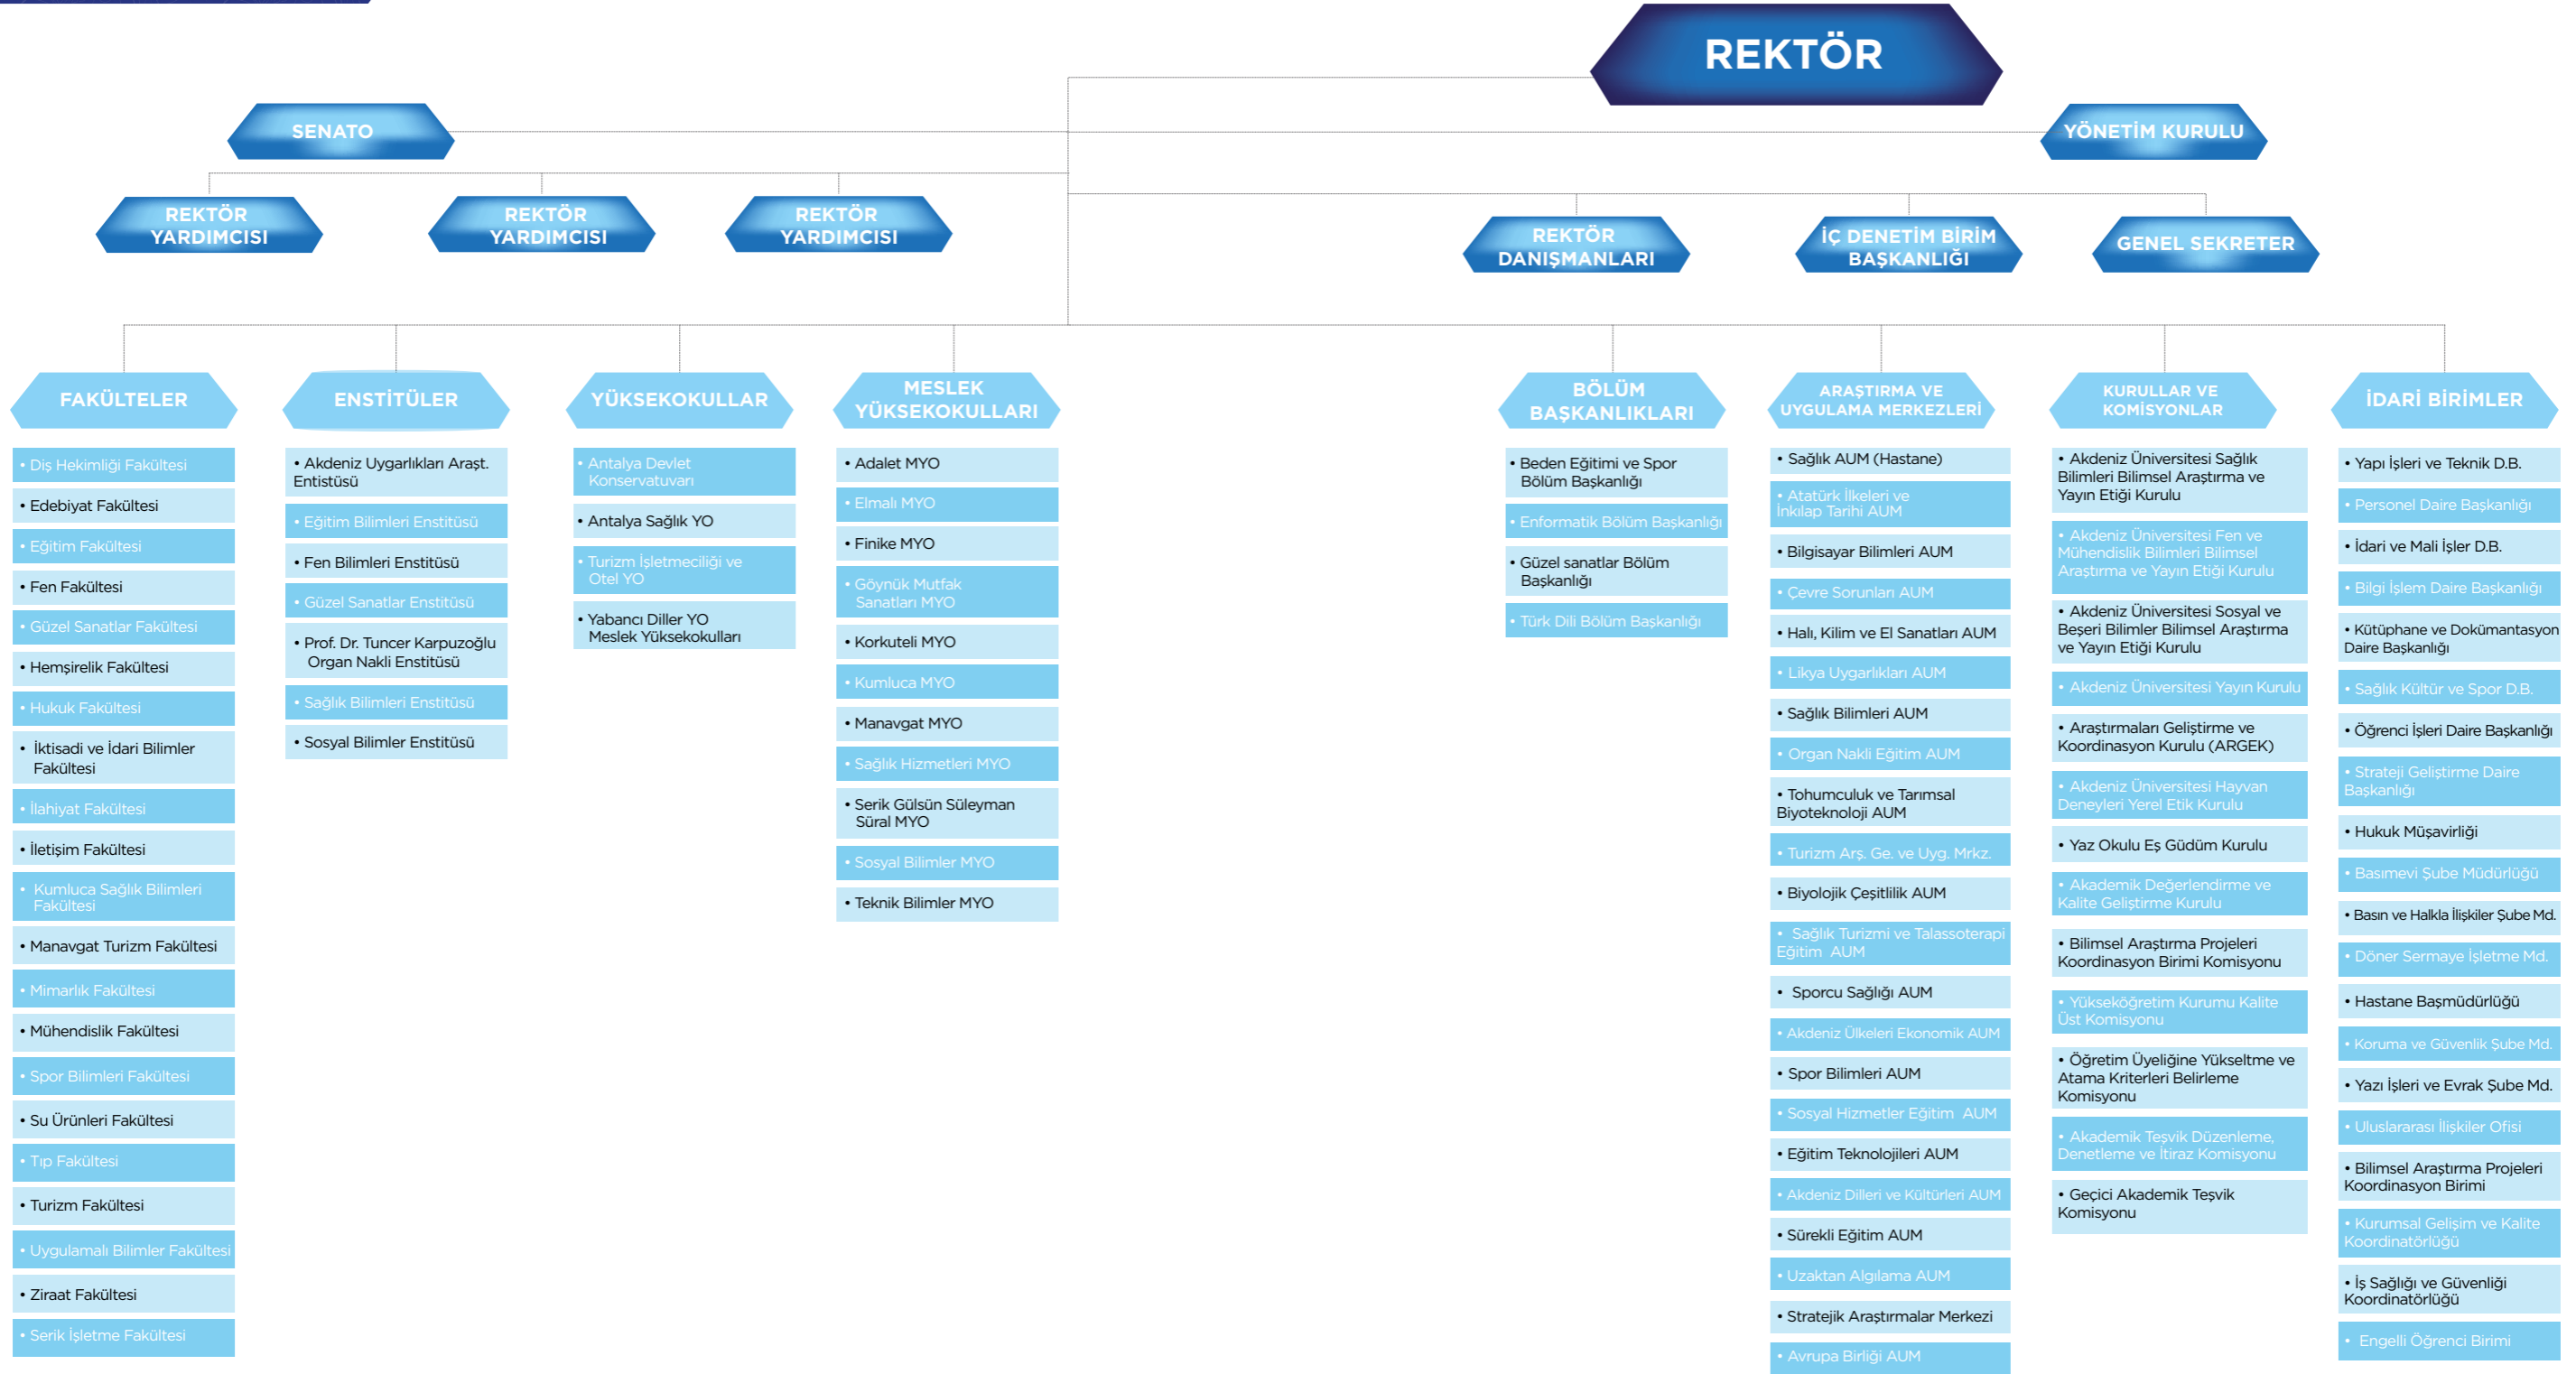 REKTÖR
SENATO
YÖNETİM KURULU
REKTÖR
YARDIMCISI
REKTÖR
YARDIMCISI
REKTÖR
YARDIMCISI
REKTÖR
DANIŞMANLARI
İÇ DENETİM BİRİM
BAŞKANLIĞI
GENEL SEKRETER
FAKÜLTELER
• Diş Hekimliği Fakültesi
• Edebiyat Fakültesi
• Eğitim Fakültesi
• Fen Fakültesi
• Güzel Sanatlar Fakültesi
• Hemşirelik Fakültesi
• Hukuk Fakültesi
• İktisadi ve İdari Bilimler
Fakültesi
• İlahiyat Fakültesi
• İletişim Fakültesi
• Kumluca Sağlık Bilimleri
Fakültesi
• Manavgat Turizm Fakültesi
• Mimarlık Fakültesi
• Mühendislik Fakültesi
• Spor Bilimleri Fakültesi
• Su Ürünleri Fakültesi
• Tıp Fakültesi
• Turizm Fakültesi
• Uygulamalı Bilimler Fakültesi
• Ziraat Fakültesi
• Serik İşletme Fakültesi
ENSTİTÜLER
• Akdeniz Uygarlıkları Araşt.
Entistüsü
• Eğitim Bilimleri Enstitüsü
• Fen Bilimleri Enstitüsü
• Güzel Sanatlar Enstitüsü
• Prof. Dr. Tuncer Karpuzoğlu
Organ Nakli Enstitüsü
• Sağlık Bilimleri Enstitüsü
• Sosyal Bilimler Enstitüsü
YÜKSEKOKULLAR
• Antalya Devlet
Konservatuvarı
• Antalya Sağlık YO
• Turizm İşletmeciliği ve
Otel YO
• Yabancı Diller YO
Meslek Yüksekokulları
MESLEK
YÜKSEKOKULLARI
• Adalet MYO
• Elmalı MYO
• Finike MYO
• Göynük Mutfak
Sanatları MYO
• Korkuteli MYO
• Kumluca MYO
• Manavgat MYO
• Sağlık Hizmetleri MYO
• Serik Gülsün Süleyman
Süral MYO
• Sosyal Bilimler MYO
• Teknik Bilimler MYO
BÖLÜM
BAŞKANLIKLARI
• Beden Eğitimi ve Spor
Bölüm Başkanlığı
• Enformatik Bölüm Başkanlığı
• Güzel sanatlar Bölüm
Başkanlığı
• Türk Dili Bölüm Başkanlığı
ARAŞTIRMA VE
UYGULAMA MERKEZLERİ
• Sağlık AUM (Hastane)
• Atatürk İlkeleri ve
İnkılap Tarihi AUM
• Bilgisayar Bilimleri AUM
• Çevre Sorunları AUM
• Halı, Kilim ve El Sanatları AUM
• Likya Uygarlıkları AUM
• Sağlık Bilimleri AUM
• Organ Nakli Eğitim AUM
• Tohumculuk ve Tarımsal
Biyoteknoloji AUM
• Turizm Arş. Ge. ve Uyg. Mrkz.
• Biyolojik Çeşitlilik AUM
• Sağlık Turizmi ve Talassoterapi
Eğitim AUM
• Sporcu Sağlığı AUM
• Akdeniz Ülkeleri Ekonomik AUM
• Spor Bilimleri AUM
• Sosyal Hizmetler Eğitim AUM
• Eğitim Teknolojileri AUM
• Akdeniz Dilleri ve Kültürleri AUM
• Sürekli Eğitim AUM
• Uzaktan Algılama AUM
• Stratejik Araştırmalar Merkezi
• Avrupa Birliği AUM
KURULLAR VE
KOMİSYONLAR
• Akdeniz Üniversitesi Sağlık
Bilimleri Bilimsel Araştırma ve
Yayın Etiği Kurulu
• Akdeniz Üniversitesi Fen ve
Mühendislik Bilimleri Bilimsel
Araştırma ve Yayın Etiği Kurulu
• Akdeniz Üniversitesi Sosyal ve
Beşeri Bilimler Bilimsel Araştırma
ve Yayın Etiği Kurulu
• Akdeniz Üniversitesi Yayın Kurulu
• Araştırmaları Geliştirme ve
Koordinasyon Kurulu (ARGEK)
• Akdeniz Üniversitesi Hayvan
Deneyleri Yerel Etik Kurulu
• Yaz Okulu Eş Güdüm Kurulu
• Akademik Değerlendirme ve
Kalite Geliştirme Kurulu
• Bilimsel Araştırma Projeleri
Koordinasyon Birimi Komisyonu
• Yükseköğretim Kurumu Kalite
Üst Komisyonu
• Öğretim Üyeliğine Yükseltme ve
Atama Kriterleri Belirleme
Komisyonu
• Akademik Teşvik Düzenleme,
Denetleme ve İtiraz Komisyonu
• Geçici Akademik Teşvik
Komisyonu
İDARİ BİRİMLER
• Yapı İşleri ve Teknik D.B.
• Personel Daire Başkanlığı
• İdari ve Mali İşler D.B.
• Bilgi İşlem Daire Başkanlığı
• Kütüphane ve Dokümantasyon
Daire Başkanlığı
• Sağlık Kültür ve Spor D.B.
• Öğrenci İşleri Daire Başkanlığı
• Strateji Geliştirme Daire
Başkanlığı
• Hukuk Müşavirliği
• Basımevi Şube Müdürlüğü
• Basın ve Halkla İlişkiler Şube Md.
• Döner Sermaye İşletme Md.
• Hastane Başmüdürlüğü
• Koruma ve Güvenlik Şube Md.
• Yazı İşleri ve Evrak Şube Md.
• Uluslararası İlişkiler Ofisi
• Bilimsel Araştırma Projeleri
Koordinasyon Birimi
• Kurumsal Gelişim ve Kalite
Koordinatörlüğü
• İş Sağlığı ve Güvenliği
Koordinatörlüğü
• Engelli Öğrenci Birimi